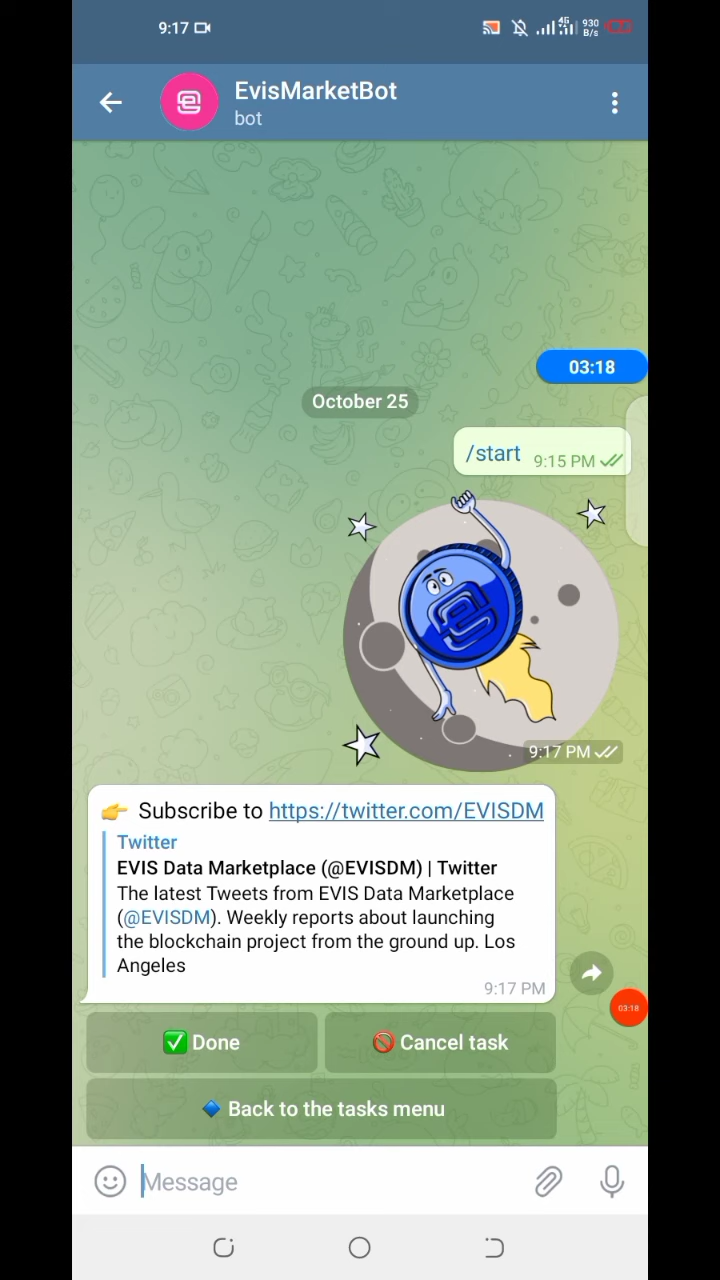 9:17
4G
930
B/s
EvisMarketBot
bot
03:18
October 25
/start 9:15 PM
9:17 PM
👉 Subscribe to https://twitter.com/EVISDM
Twitter
EVIS Data Marketplace (@EVISDM) | Twitter
The latest Tweets from EVIS Data Marketplace
(@EVISDM). Weekly reports about launching
the blockchain project from the ground up. Los
Angeles
9:17 PM
03:18
✅ Done
🚫 Cancel task
🔹 Back to the tasks menu
Message